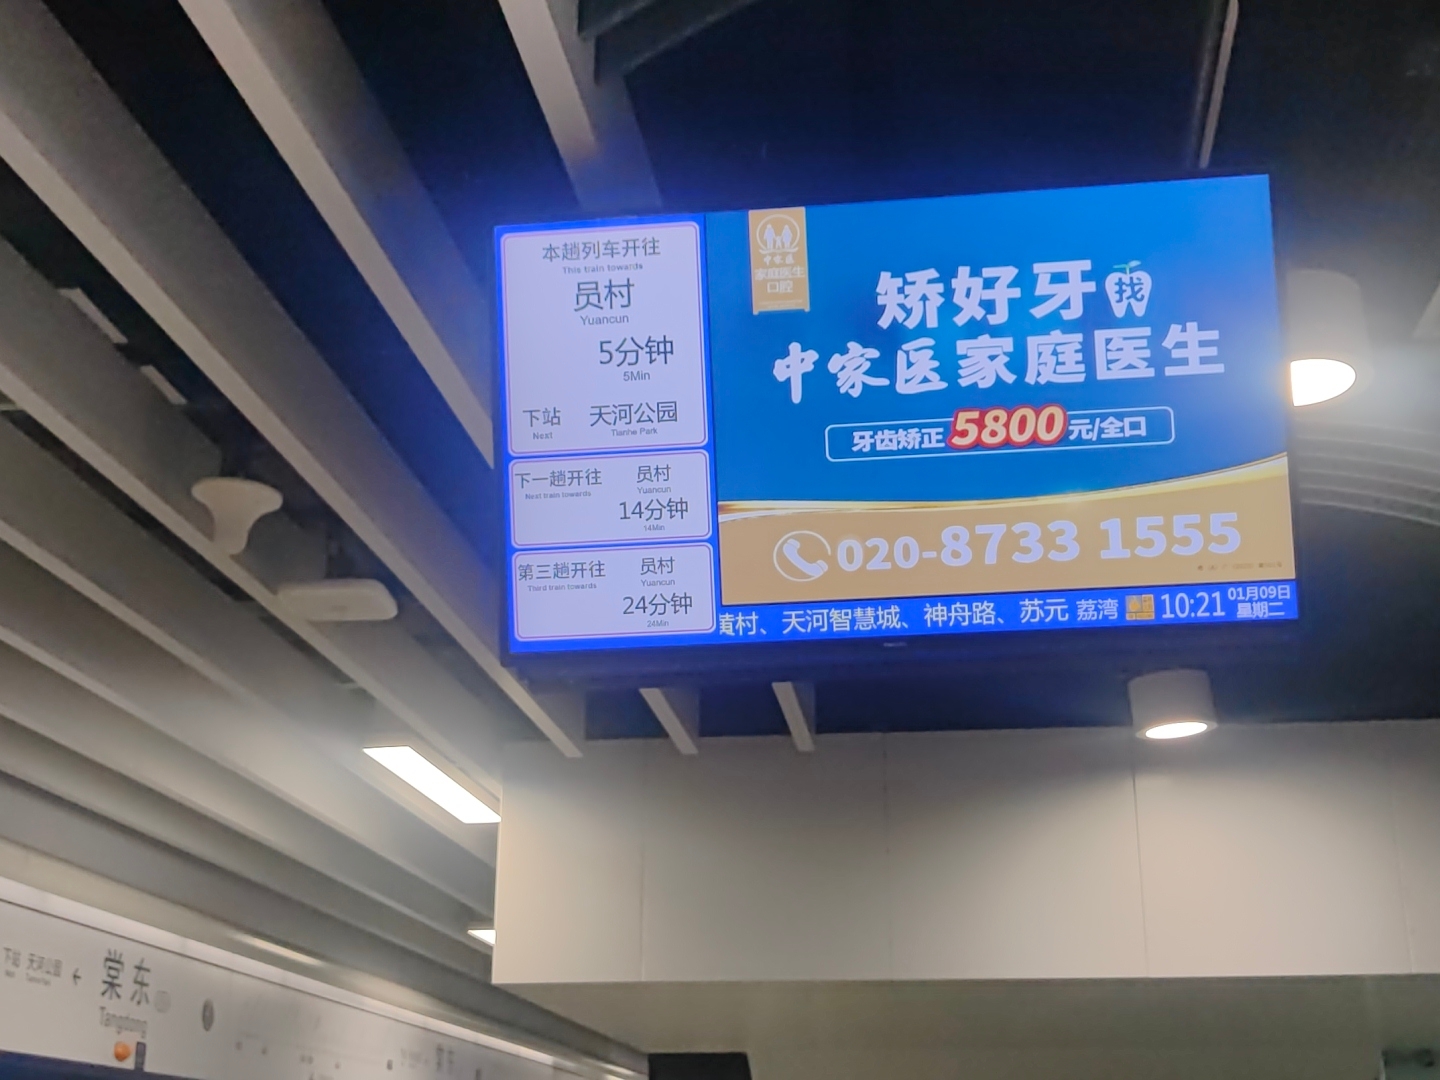 本趟列车开往
This train towards
员村
Yuancun
5分钟
5Min
下站 天河公园
Next Tianhe Park
下一趟开往 员村
Next train towards Yuancun
14分钟
14Min
第三趟开往 员村
Third train towards Yuancun
24分钟
24Min
中家医
家庭医生
口腔
矫好牙找
中家医家庭医生
牙齿矫正5800元/全口
020-8733 1555
黄村、天河智慧城、神舟路、苏元 荔湾 10:21 01月09日
星期二
下站 天河公园 ← 棠东
Tangdong